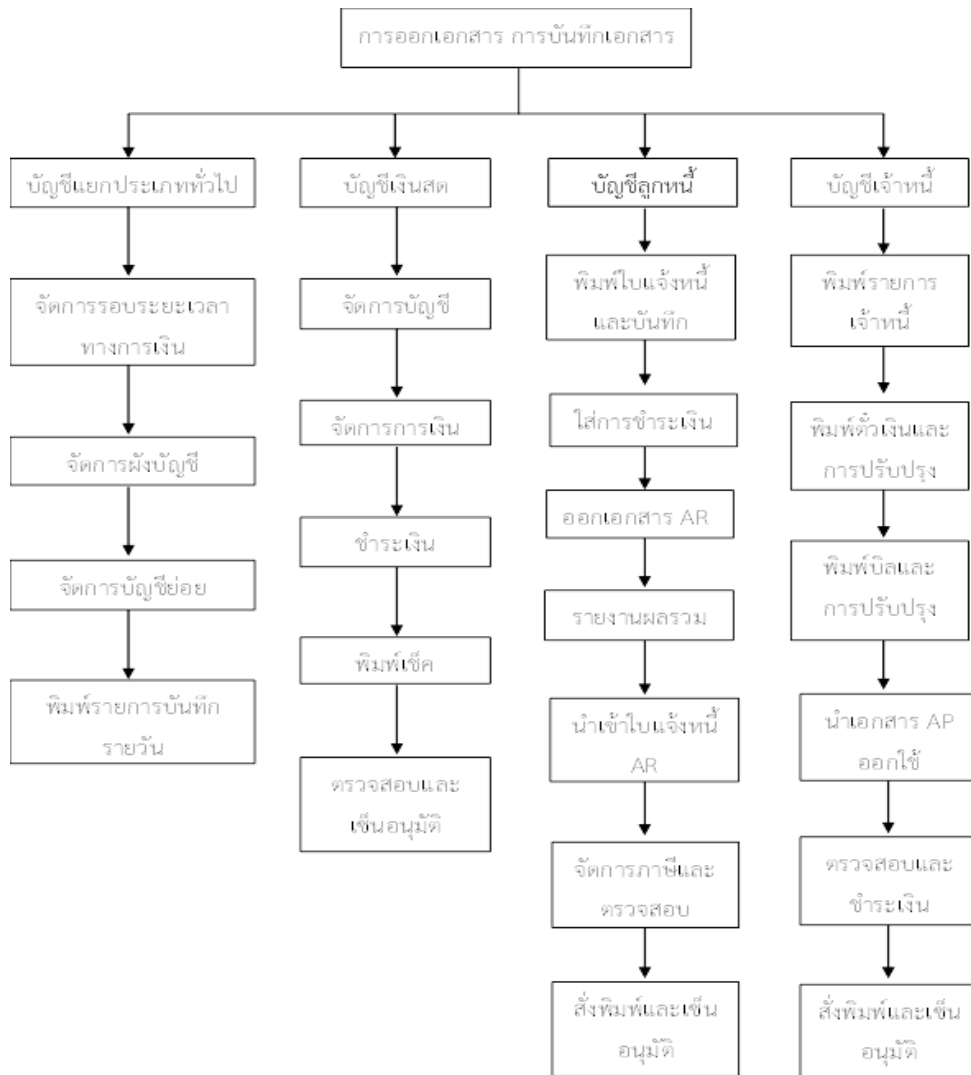 การออกเอกสาร การบันทึกเอกสาร
บัญชีแยกประเภททั่วไป
จัดการรอบระยะเวลา
ทางการเงิน
จัดการผังบัญชี
จัดการบัญชีย่อย
พิมพ์รายการบันทึก
รายวัน
บัญชีเงินสด
จัดการบัญชี
จัดการการเงิน
ชำระเงิน
พิมพ์เช็ค
ตรวจสอบและ
เซ็นอนุมัติ
บัญชีลูกหนี้
พิมพ์ใบแจ้งหนี้
และบันทึก
ใส่การชำระเงิน
ออกเอกสาร AR
รายงานผลรวม
นำเข้าใบแจ้งหนี้
AR
จัดการภาษีและ
ตรวจสอบ
สั่งพิมพ์และเซ็น
อนุมัติ
บัญชีเจ้าหนี้
พิมพ์รายการ
เจ้าหนี้
พิมพ์ตั๋วเงินและ
การปรับปรุง
พิมพ์บิลและ
การปรับปรุง
นำเอกสาร AP
ออกใช้
ตรวจสอบและ
ชำระเงิน
สั่งพิมพ์และเซ็น
อนุมัติ